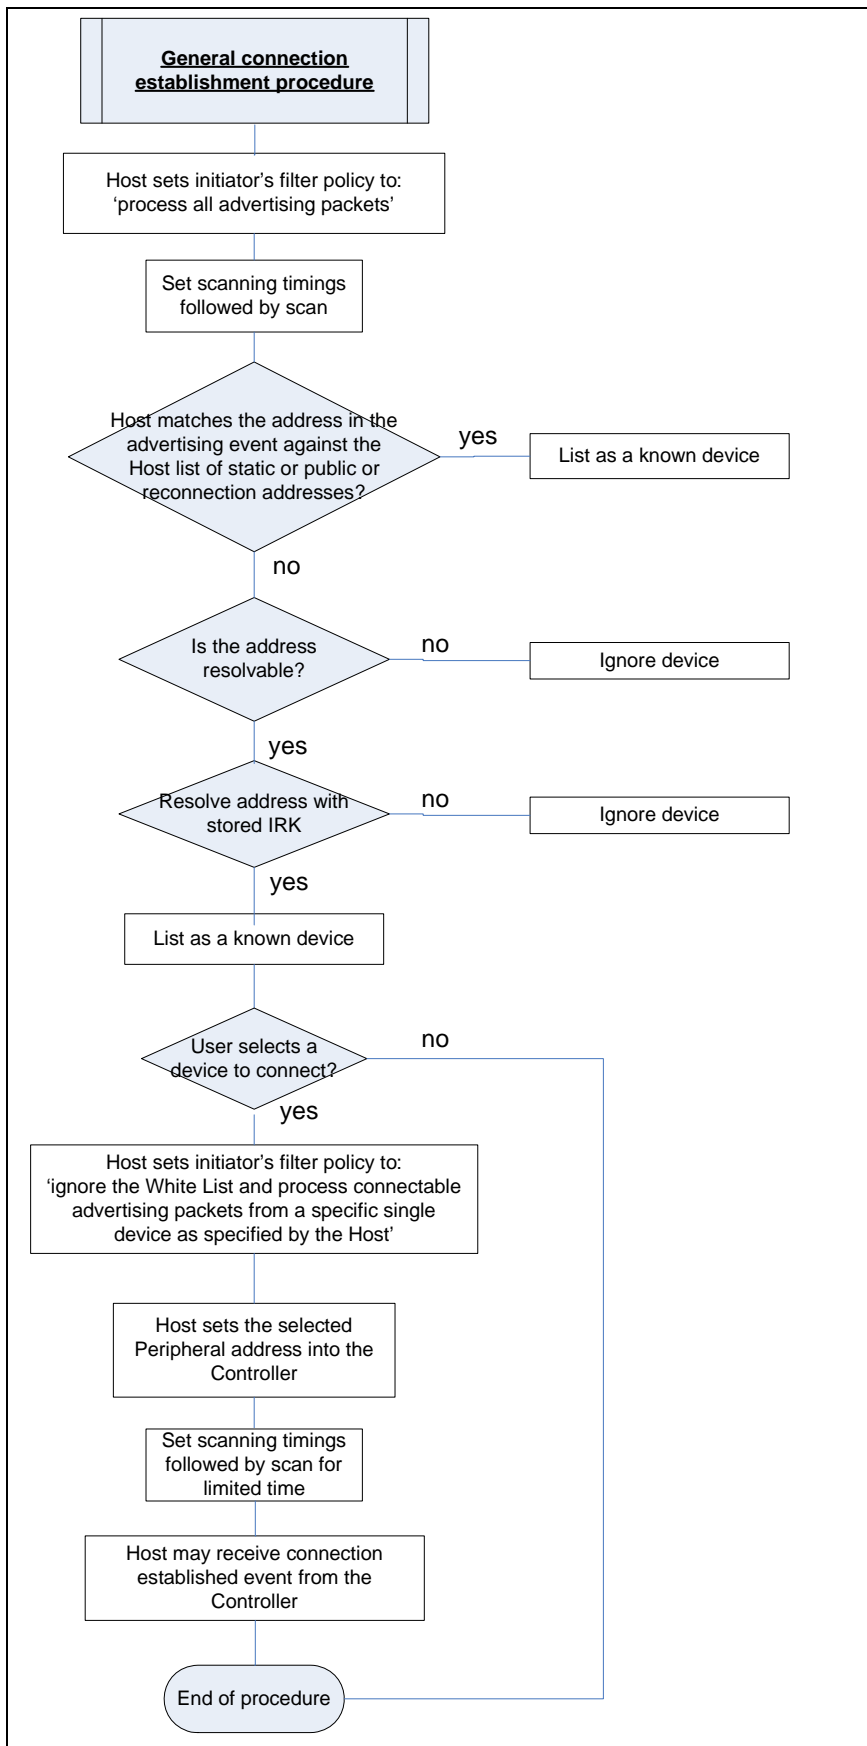 General connection
establishment procedure
Host sets initiator's filter policy to:
‘process all advertising packets’
Set scanning timings
followed by scan
Host matches the address in the
advertising event against the
Host list of static or public or
reconnection addresses?
yes
List as a known device
no
Is the address
resolvable?
no
Ignore device
yes
Resolve address with
stored IRK
no
Ignore device
yes
List as a known device
User selects a
device to connect?
no
yes
Host sets initiator’s filter policy to:
‘ignore the White List and process connectable
advertising packets from a specific single
device as specified by the Host’
Host sets the selected
Peripheral address into the
Controller
Set scanning timings
followed by scan for
limited time
Host may receive connection
established event from the
Controller
End of procedure